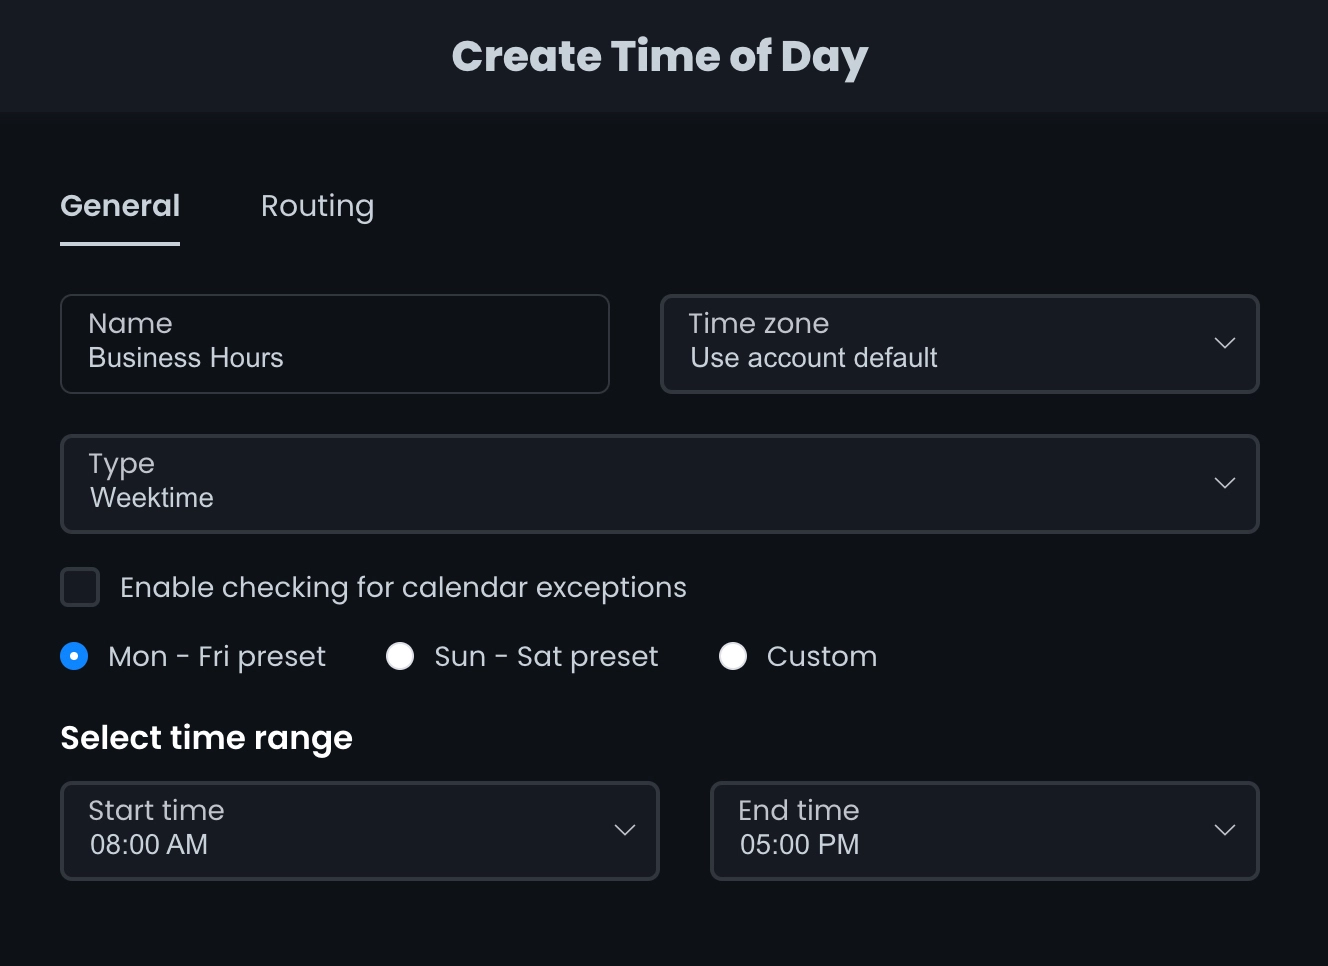 Create Time of Day
General Routing
Name
Business Hours
Time zone
Use account default
Type
Weektime
Enable checking for calendar exceptions
Mon - Fri preset Sun - Sat preset Custom
Select time range
Start time
08:00 AM
End time
05:00 PM